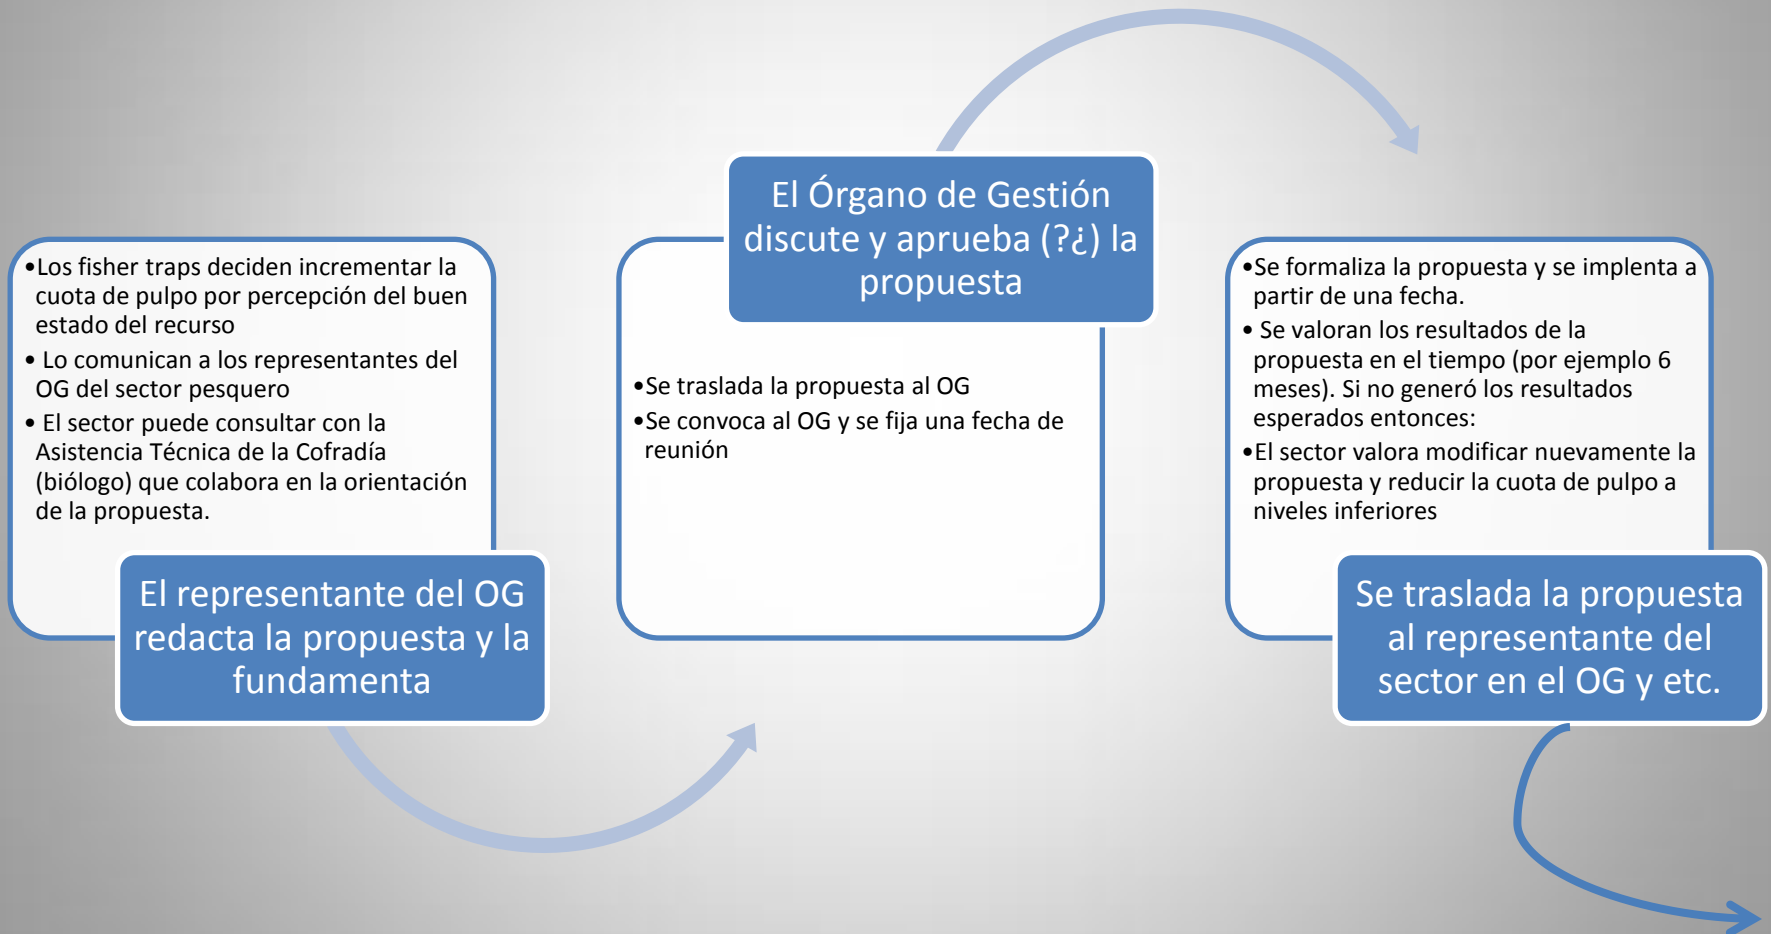 •Los fisher traps deciden incrementar la
cuota de pulpo por percepción del buen
estado del recurso
• Lo comunican a los representantes del
OG del sector pesquero
• El sector puede consultar con la
Asistencia Técnica de la Cofradía
(biólogo) que colabora en la orientación
de la propuesta.
El representante del OG
redacta la propuesta y la
fundamenta
El Órgano de Gestión
discute y aprueba (?¿) la
propuesta
•Se traslada la propuesta al OG
•Se convoca al OG y se fija una fecha de
reunión
•Se formaliza la propuesta y se implenta a
partir de una fecha.
• Se valoran los resultados de la
propuesta en el tiempo (por ejemplo 6
meses). Si no generó los resultados
esperados entonces:
•El sector valora modificar nuevamente la
propuesta y reducir la cuota de pulpo a
niveles inferiores
Se traslada la propuesta
al representante del
sector en el OG y etc.